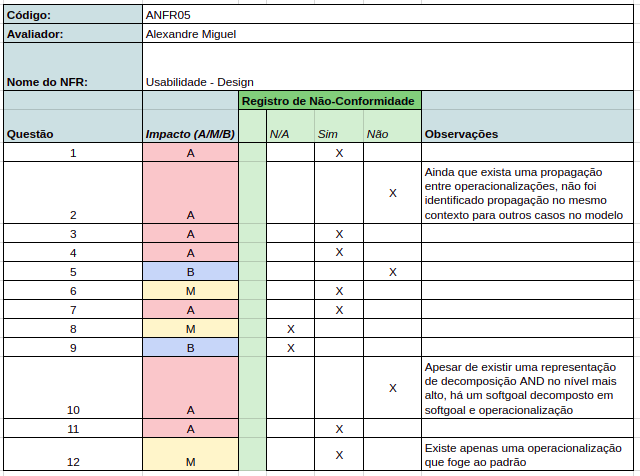 Código: ANFR05
Avaliador: Alexandre Miguel
Nome do NFR: Usabilidade - Design
Registro de Não-Conformidade
Questão Impacto (A/M/B) N/A Sim Não Observações
1 A X
Ainda que exista uma propagação
entre operacionalizações, não foi
identificado propagação no mesmo
contexto para outros casos no modelo
2 A X
3 A X
4 A X
5 B X
6 M X
7 A X
8 M X
9 B X
Apesar de existir uma representação
de decomposição AND no nível mais
alto, há um softgoal decomposto em
softgoal e operacionalização
10 A X
11 A X
Existe apenas uma operacionalização
que foge ao padrão
12 M X